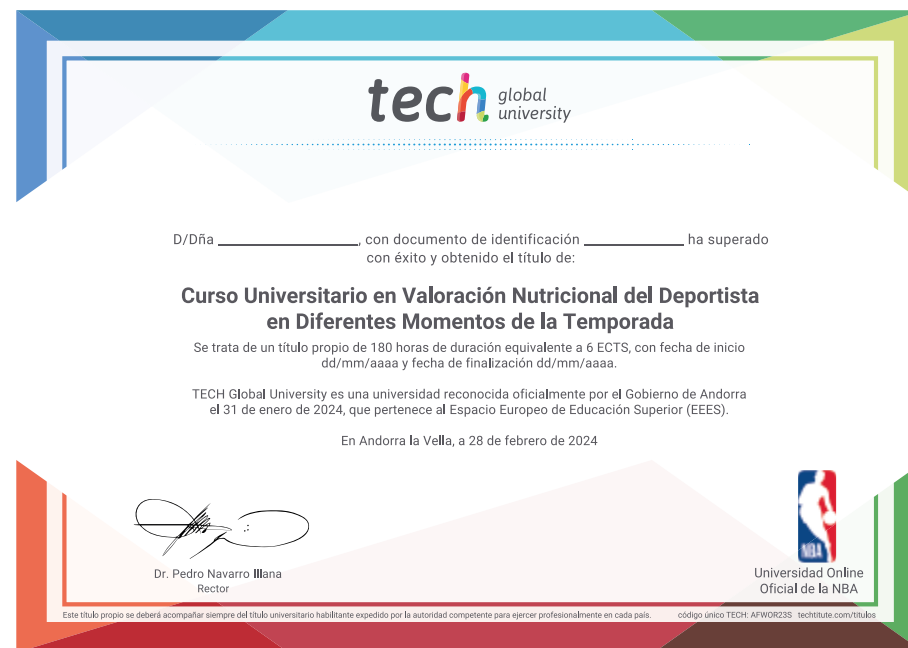 tech global university
D/Dña ____________, con documento de identificación ____________ ha superado
con éxito y obtenido el título de:
Curso Universitario en Valoración Nutricional del Deportista
en Diferentes Momentos de la Temporada
Se trata de un título propio de 180 horas de duración equivalente a 6 ECTS, con fecha de inicio
dd/mm/aaaa y fecha de finalización dd/mm/aaaa.
TECH Global University es una universidad reconocida oficialmente por el Gobierno de Andorra
el 31 de enero de 2024, que pertenece al Espacio Europeo de Educación Superior (EEES).
En Andorra la Vella, a 28 de febrero de 2024
Dr. Pedro Navarro Illana
Rector
NBA
Universidad Online
Oficial de la NBA
Este título propio se deberá acompañar siempre del título universitario habilitante expedido por la autoridad competente para ejercer profesionalmente en cada país.
código único TECH: AFWOR23S techtitute.com/titulos